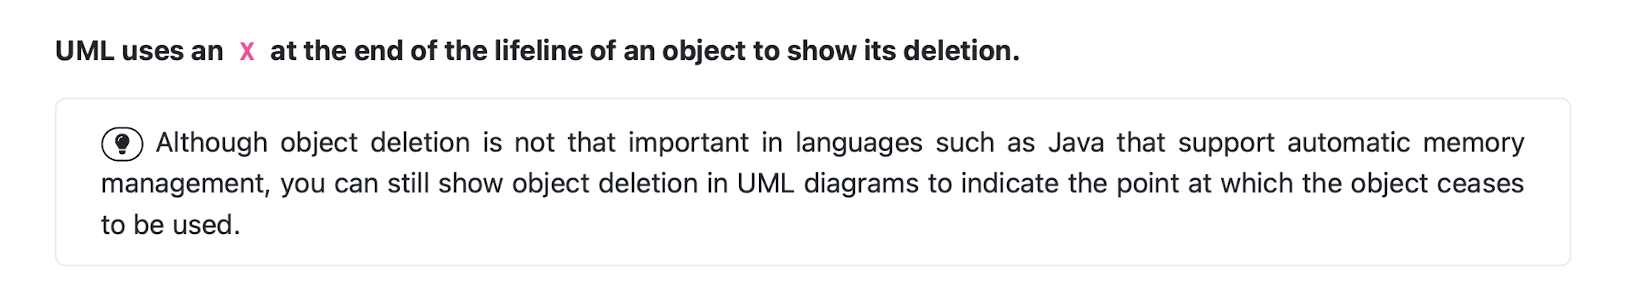 UML uses an X at the end of the lifeline of an object to show its deletion.
Although object deletion is not that important in languages such as Java that support automatic memory
management, you can still show object deletion in UML diagrams to indicate the point at which the object ceases
to be used.